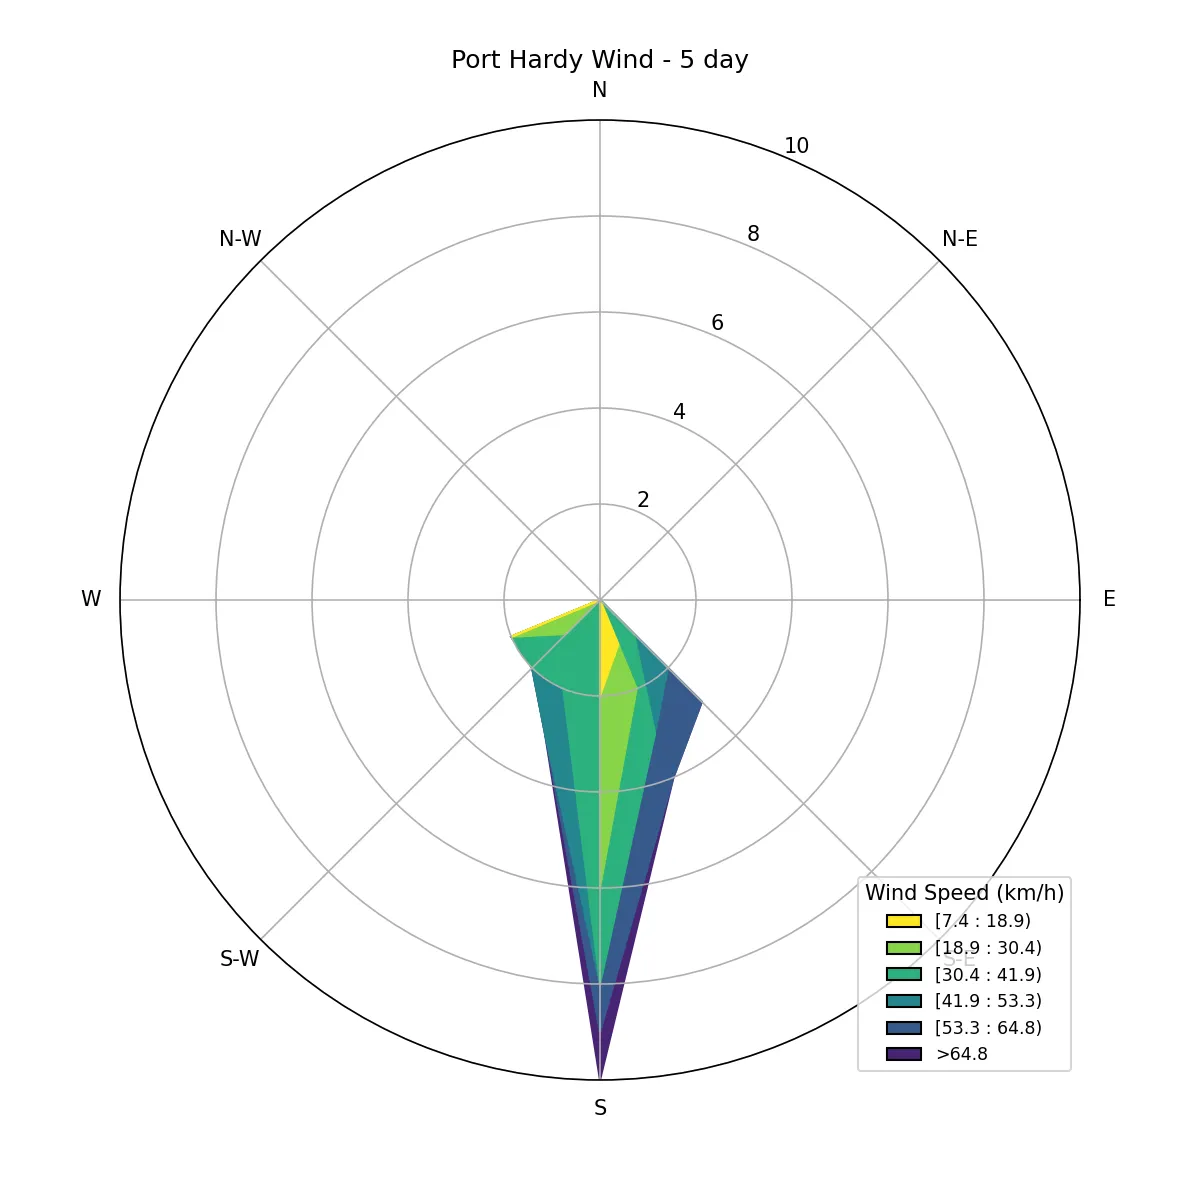 Port Hardy Wind - 5 day
N
10
N-W
8
N-E
6
4
2
W
E
Wind Speed (km/h)
[7.4 : 18.9)
[18.9 : 30.4)
S-W
S-E
[30.4 : 41.9)
[41.9 : 53.3)
[53.3 : 64.8)
>64.8
S